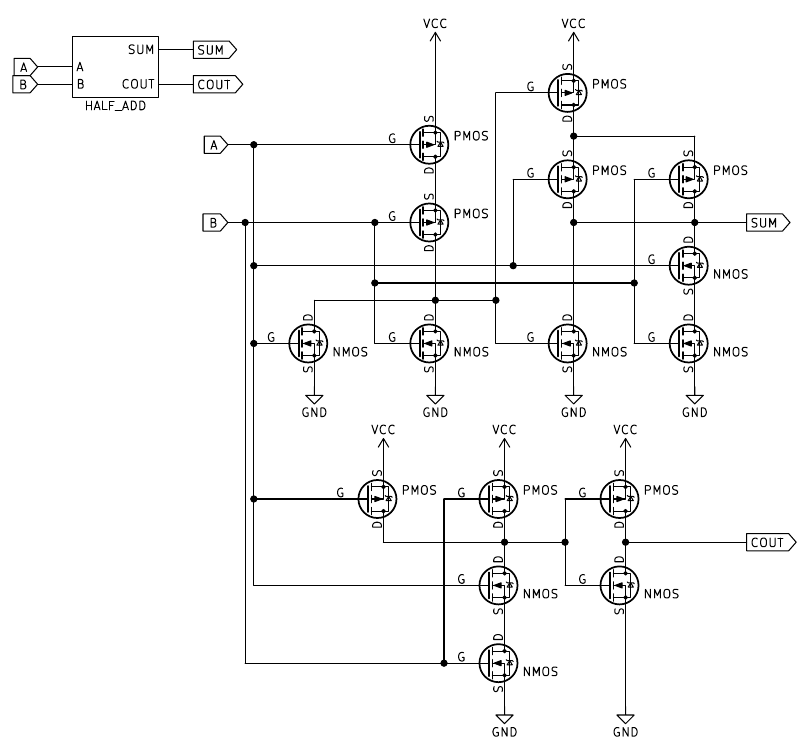 VCC VCC
SUM SUM
A A
B B COUT COUT
HALF_ADD
S
G PMOS
D
S
A G PMOS
D
S S
G PMOS G PMOS
D D
S
B G PMOS
D
SUM
D
G NMOS
S
D D D D
G NMOS G NMOS G NMOS G NMOS
S S S S
GND GND GND GND
VCC VCC VCC
S S S
G PMOS G PMOS G PMOS
D D D
COUT
D D
G NMOS G NMOS
S S
D
G NMOS
S
GND GND